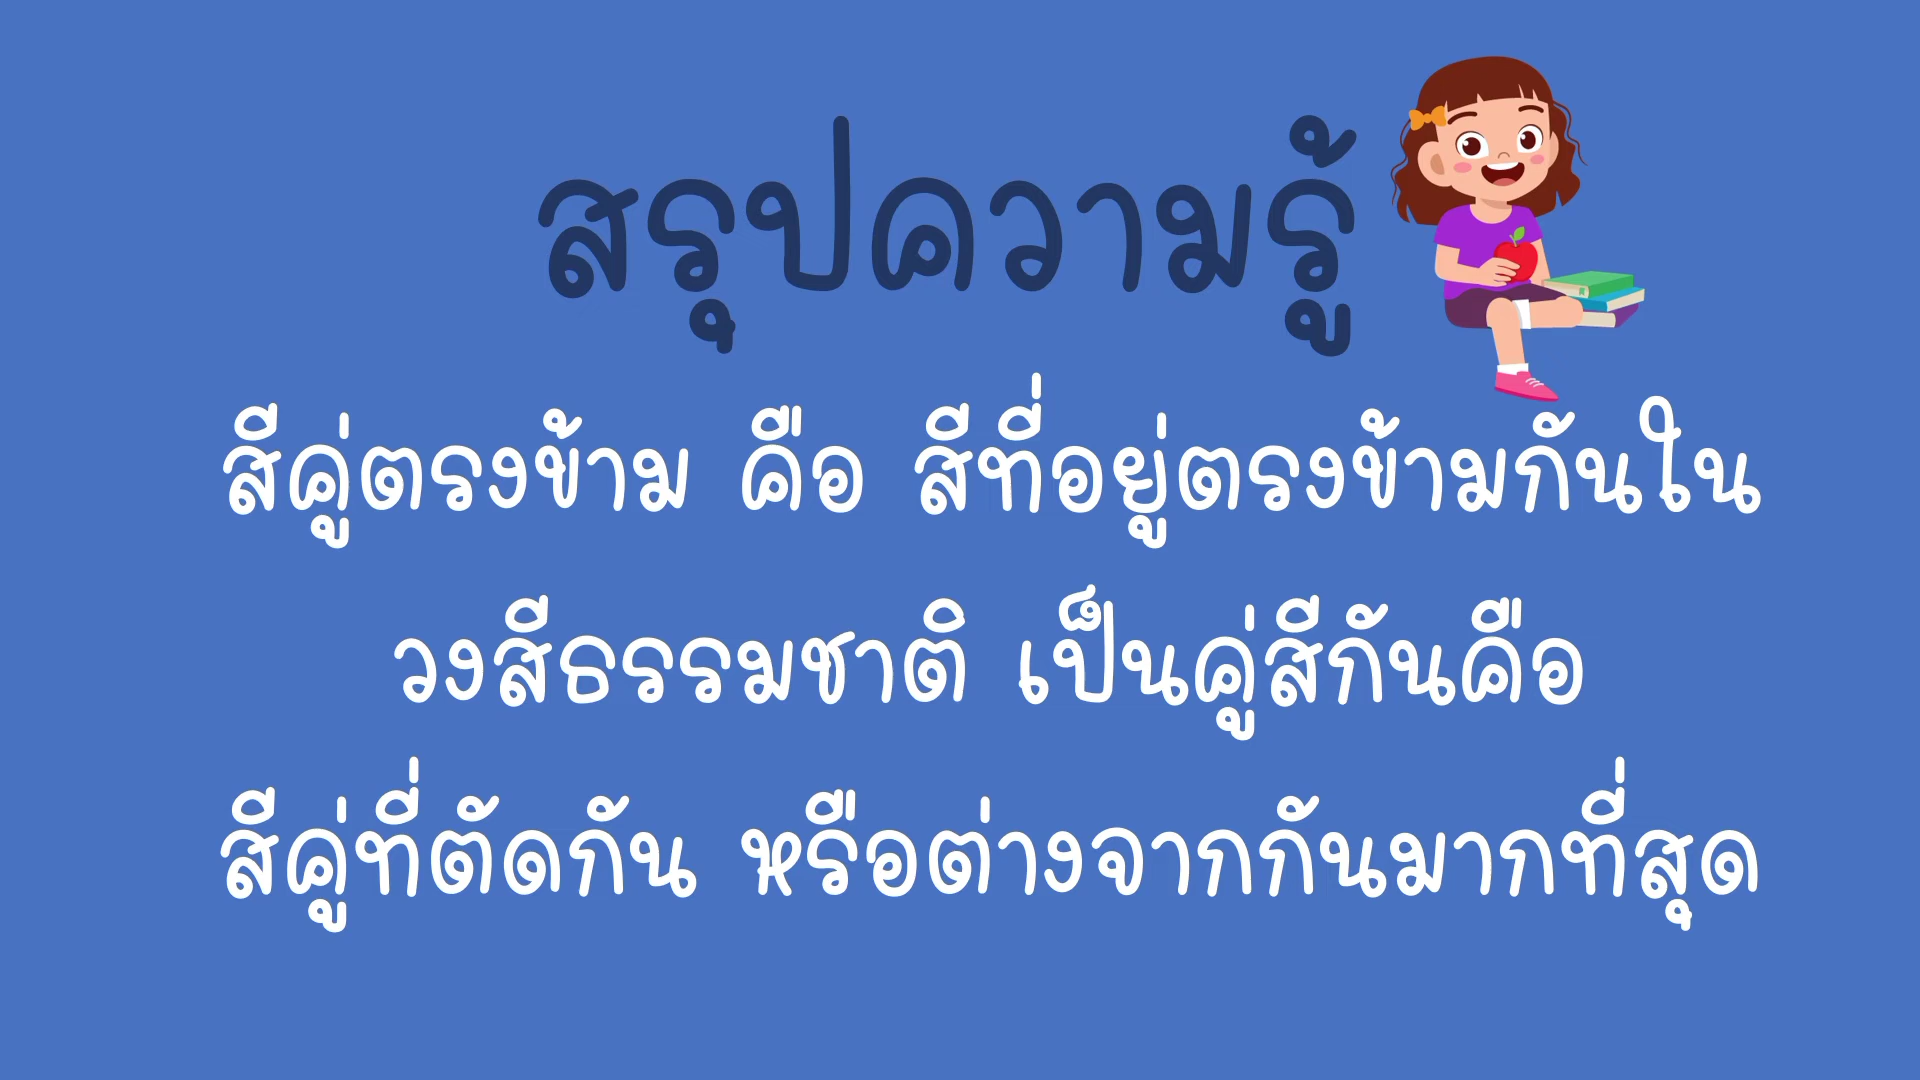 สรุปความรู้
สีคู่ตรงข้าม คือ สีที่อยู่ตรงข้ามกันใน
วงสีธรรมชาติ เป็นคู่สีกันคือ
สีคู่ที่ตัดกัน หรือต่างจากกันมากที่สุด